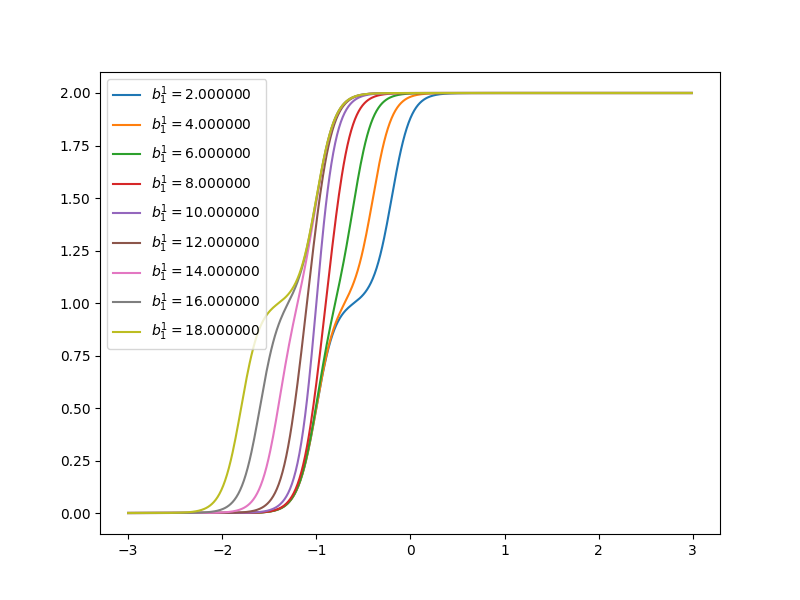 2.00
1.75
1.50
1.25
1.00
0.75
0.50
0.25
0.00
−3
−2
−1
0
1
2
3
$b_1^1 = 2.000000$
$b_1^1 = 4.000000$
$b_1^1 = 6.000000$
$b_1^1 = 8.000000$
$b_1^1 = 10.000000$
$b_1^1 = 12.000000$
$b_1^1 = 14.000000$
$b_1^1 = 16.000000$
$b_1^1 = 18.000000$